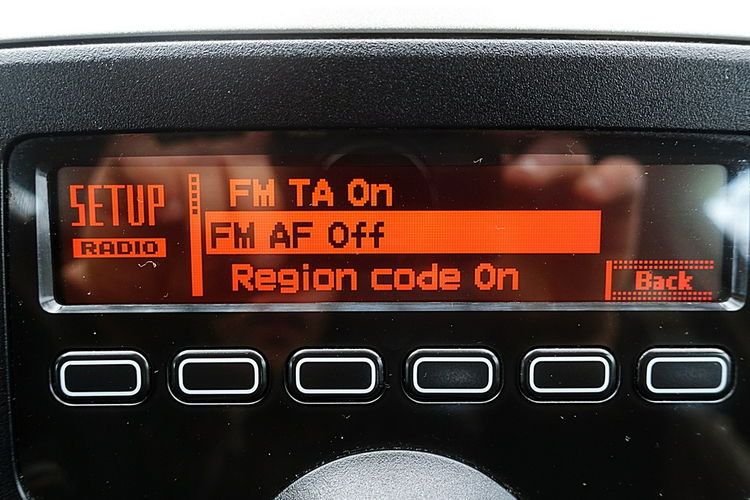 SETUP
RADIO
FM TA On
FM AF Off
Region code On
Back